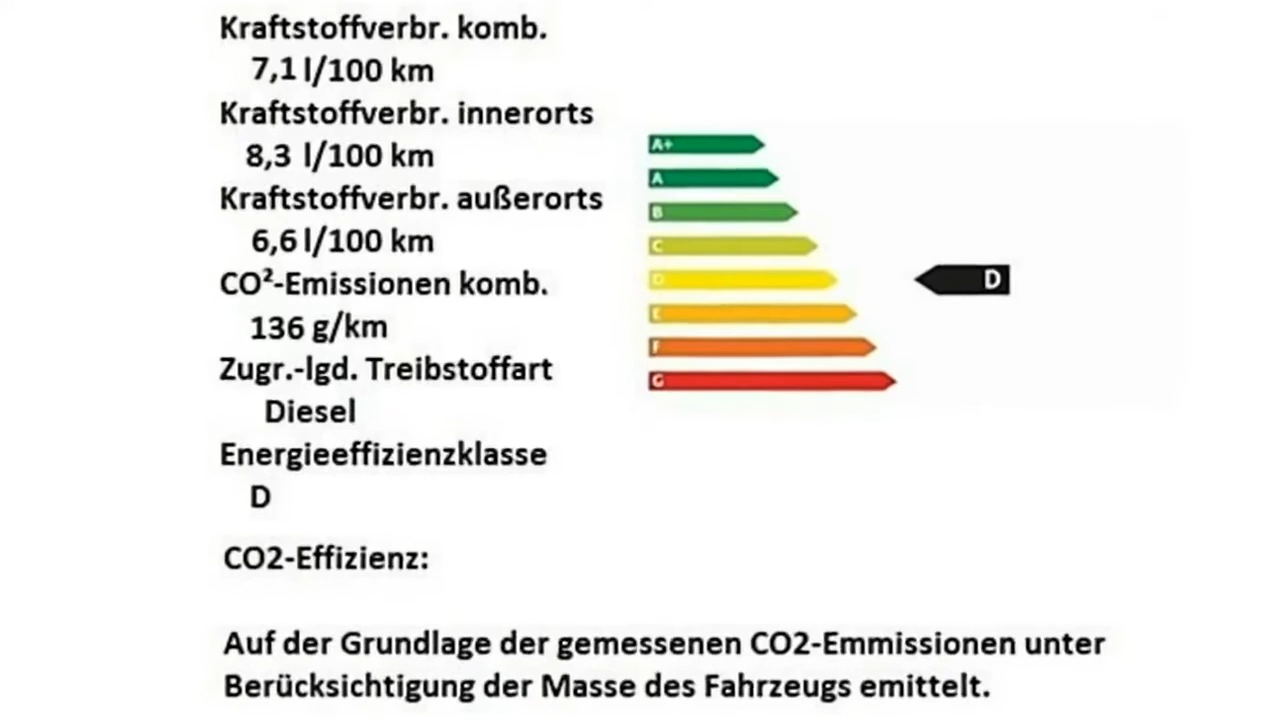 Kraftstoffverbr. komb.
7,1 l/100 km
Kraftstoffverbr. innerorts
8,3 l/100 km
Kraftstoffverbr. außerorts
6,6 l/100 km
CO²-Emissionen komb.
136 g/km
Zugr.-lgd. Treibstoffart
Diesel
Energieeffizienzklasse
D
A+
A
B
C
D
D
E
F
G
CO2-Effizienz:
Auf der Grundlage der gemessenen CO2-Emmissionen unter
Berücksichtigung der Masse des Fahrzeugs emittelt.